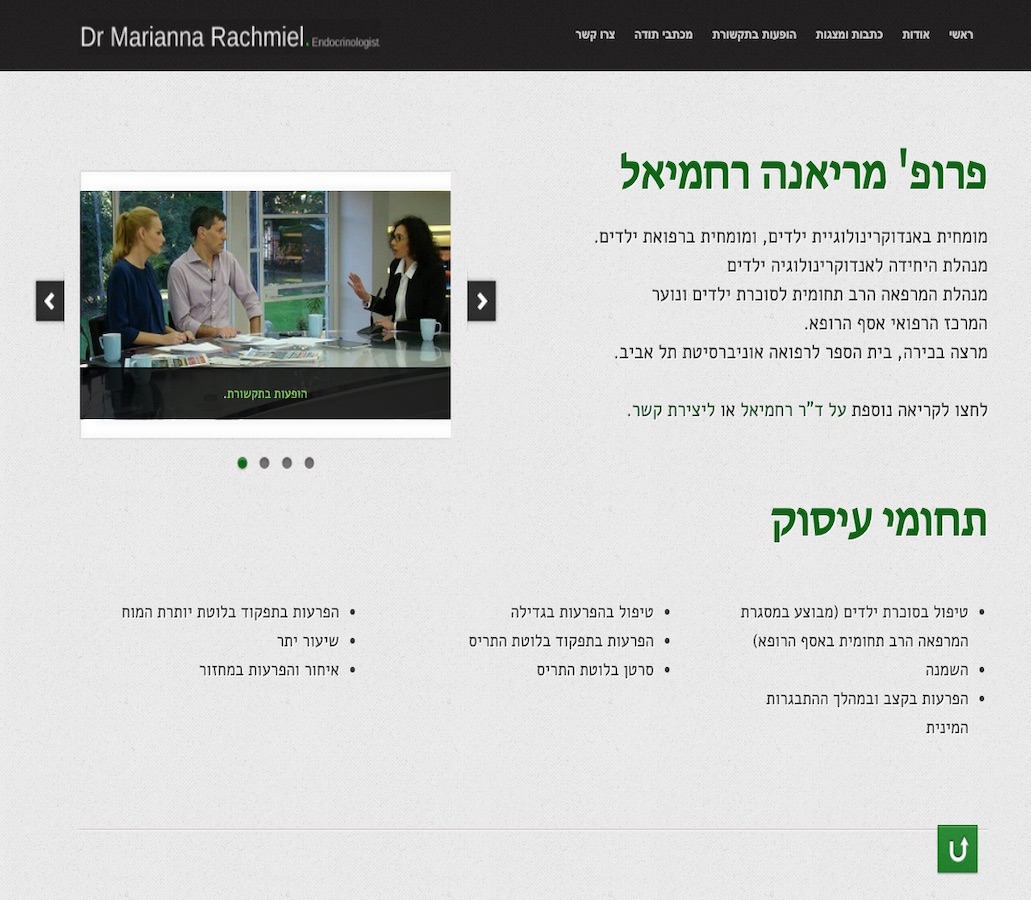 Dr Marianna Rachmiel. Endocrinologist
ראשי אודות כתבות ומצגות הופעות בתקשורת מכתבי תודה צרו קשר
פרופ' מריאנה רחמיאל
מומחית באנדוקרינולוגיית ילדים, ומומחית ברפואת ילדים.
מנהלת היחידה לאנדוקרינולוגיה ילדים
מנהלת המרפאה הרב תחומית לסוכרת ילדים ונוער
המרכז הרפואי אסף הרופא.
מרצה בכירה, בית הספר לרפואה אוניברסיטת תל אביב.
לחצו לקריאה נוספת על ד"ר רחמיאל או ליצירת קשר.
הופעות בתקשורת.
תחומי עיסוק
• טיפול בסוכרת ילדים (מבוצע במסגרת
המרפאה הרב תחומית באסף הרופא)
• השמנה
• הפרעות בקצב ובמהלך ההתבגרות
המינית
• טיפול בהפרעות בגדילה
• הפרעות בתפקוד בלוטת התריס
• סרטן בלוטת התריס
• הפרעות בתפקוד בלוטת יותרת המוח
• שיעור יתר
• איחור והפרעות במחזור